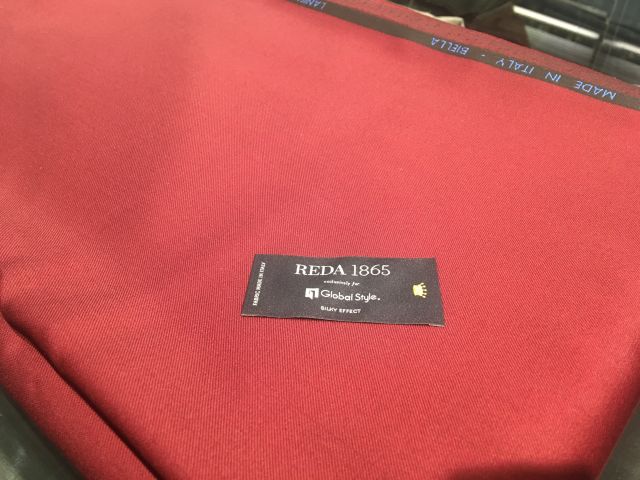 MADE IN ITALY - BIELLA
REDA 1865
exclusively for
Global Style.
SILKY EFFECT
FABRIC MADE IN ITALY